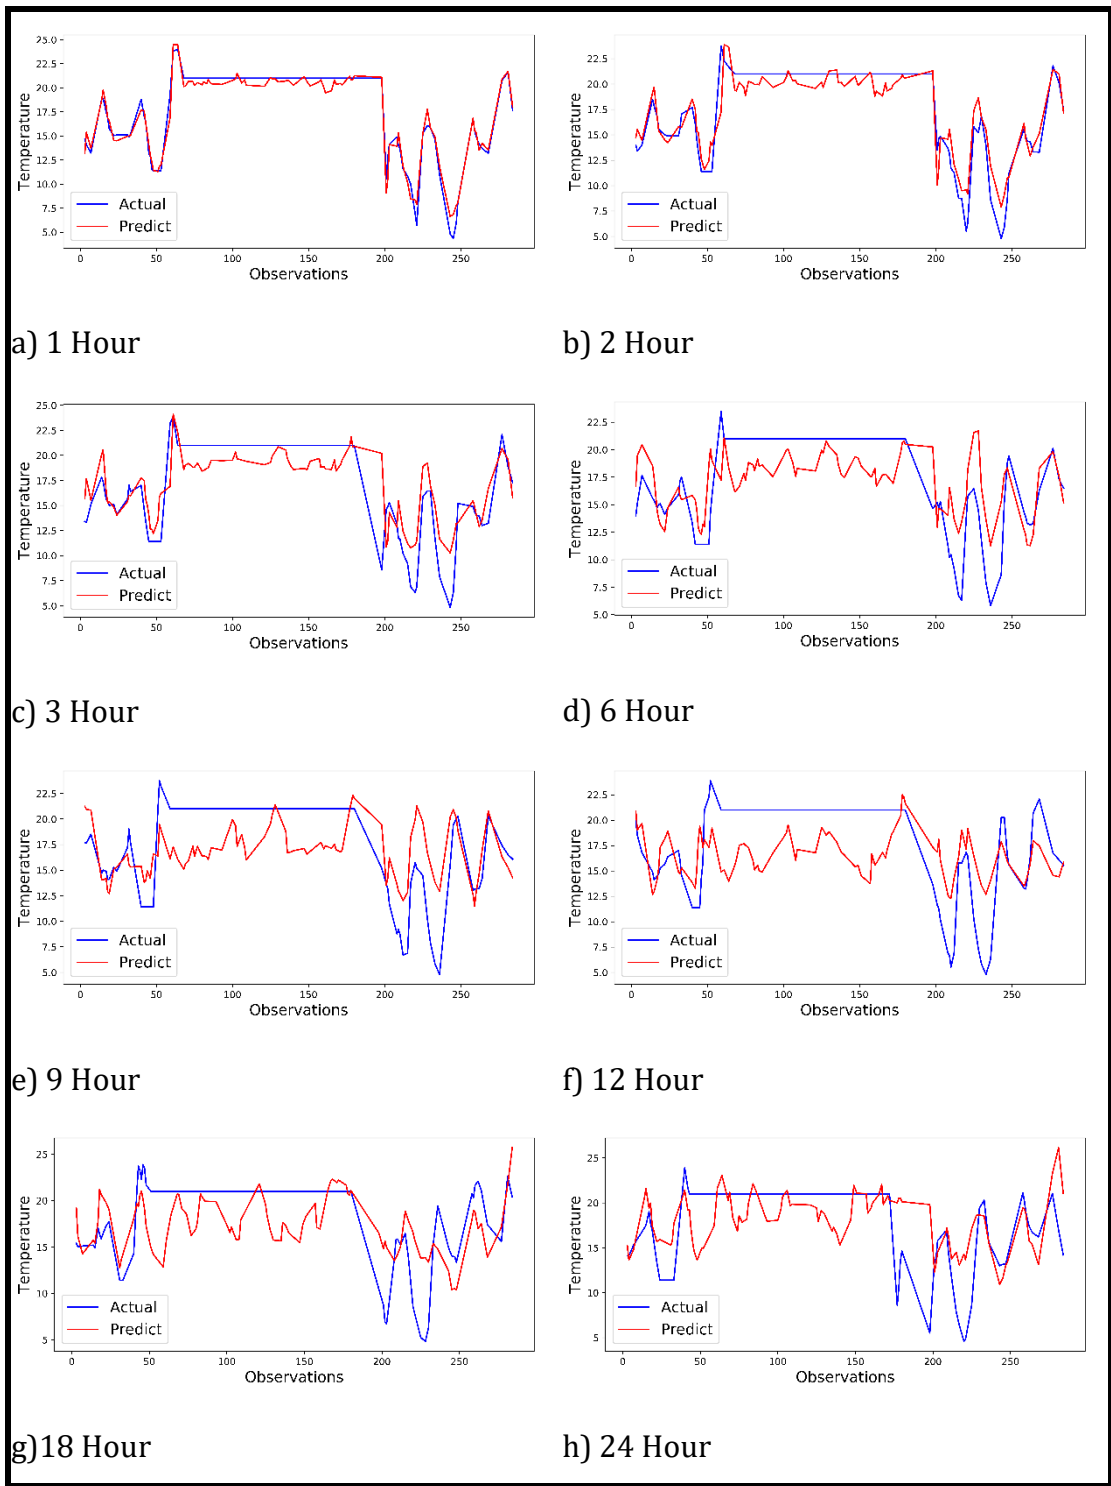 25.0
22.5
20.0
17.5
15.0
12.5
10.0
7.5
5.0
Temperature
Actual
Predict
0 50 100 150 200 250
Observations
a) 1 Hour
22.5
20.0
17.5
15.0
12.5
10.0
7.5
5.0
Temperature
Actual
Predict
0 50 100 150 200 250
Observations
b) 2 Hour
25.0
22.5
20.0
17.5
15.0
12.5
10.0
7.5
5.0
Temperature
Actual
Predict
0 50 100 150 200 250
Observations
c) 3 Hour
22.5
20.0
17.5
15.0
12.5
10.0
7.5
5.0
Temperature
Actual
Predict
0 50 100 150 200 250
Observations
d) 6 Hour
22.5
20.0
17.5
15.0
12.5
10.0
7.5
5.0
Temperature
Actual
Predict
0 50 100 150 200 250
Observations
e) 9 Hour
22.5
20.0
17.5
15.0
12.5
10.0
7.5
5.0
Temperature
Actual
Predict
0 50 100 150 200 250
Observations
f) 12 Hour
25
20
15
10
5
Temperature
Actual
Predict
0 50 100 150 200 250
Observations
g)18 Hour
25
20
15
10
5
Temperature
Actual
Predict
0 50 100 150 200 250
Observations
h) 24 Hour